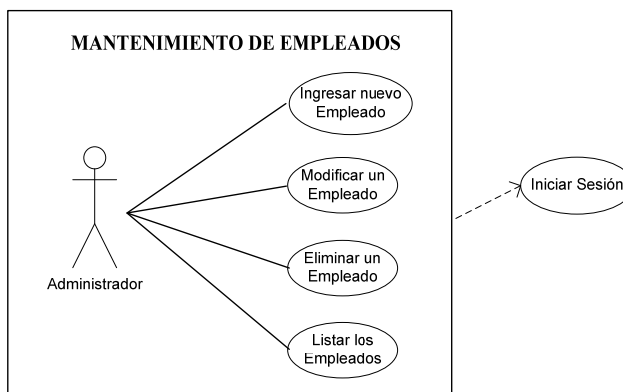 MANTENIMIENTO DE EMPLEADOS
Ingresar nuevo
Empleado
Modificar un
Empleado
Iniciar Sesión
Eliminar un
Empleado
Administrador
Listar los
Empleados